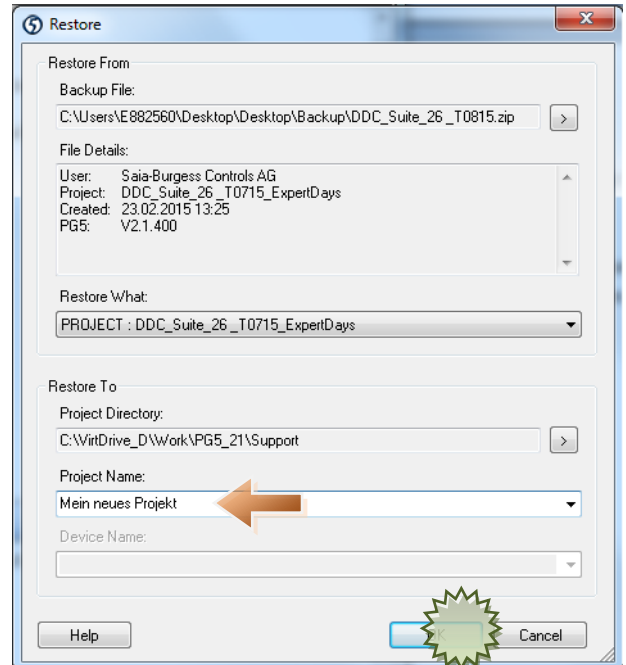 Restore
Restore From
Backup File:
C:\Users\E882560\Desktop\Desktop\Backup\DDC_Suite_26 _T0815.zip
>
File Details:
User: Saia-Burgess Controls AG
Project: DDC_Suite_26 _T0715_ExpertDays
Created: 23.02.2015 13:25
PG5: V2.1.400
Restore What:
PROJECT : DDC_Suite_26 _T0715_ExpertDays
Restore To
Project Directory:
C:\VirtDrive_D\Work\PG5_21\Support
>
Project Name:
Mein neues Projekt
Device Name:
Help
Cancel